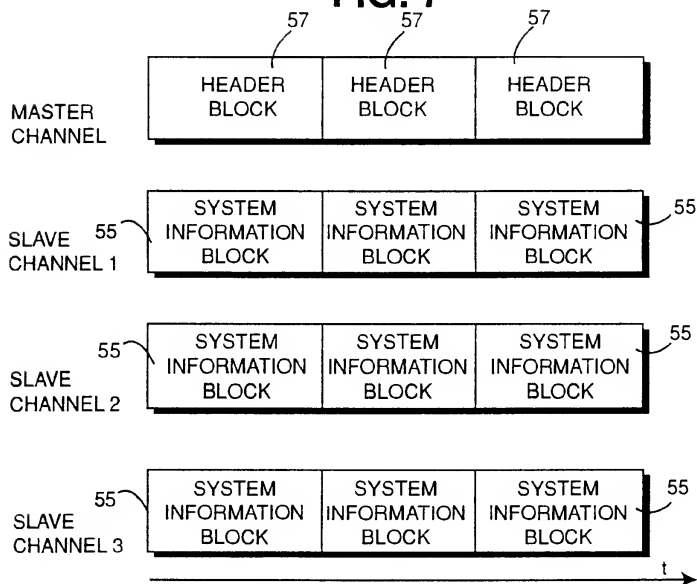 FIG. 7
57 57 57
HEADER BLOCK HEADER BLOCK HEADER BLOCK
MASTER CHANNEL
55 SYSTEM INFORMATION BLOCK SYSTEM INFORMATION BLOCK SYSTEM INFORMATION BLOCK 55
SLAVE CHANNEL 1
55 SYSTEM INFORMATION BLOCK SYSTEM INFORMATION BLOCK SYSTEM INFORMATION BLOCK 55
SLAVE CHANNEL 2
55 SYSTEM INFORMATION BLOCK SYSTEM INFORMATION BLOCK SYSTEM INFORMATION BLOCK 55
SLAVE CHANNEL 3
t